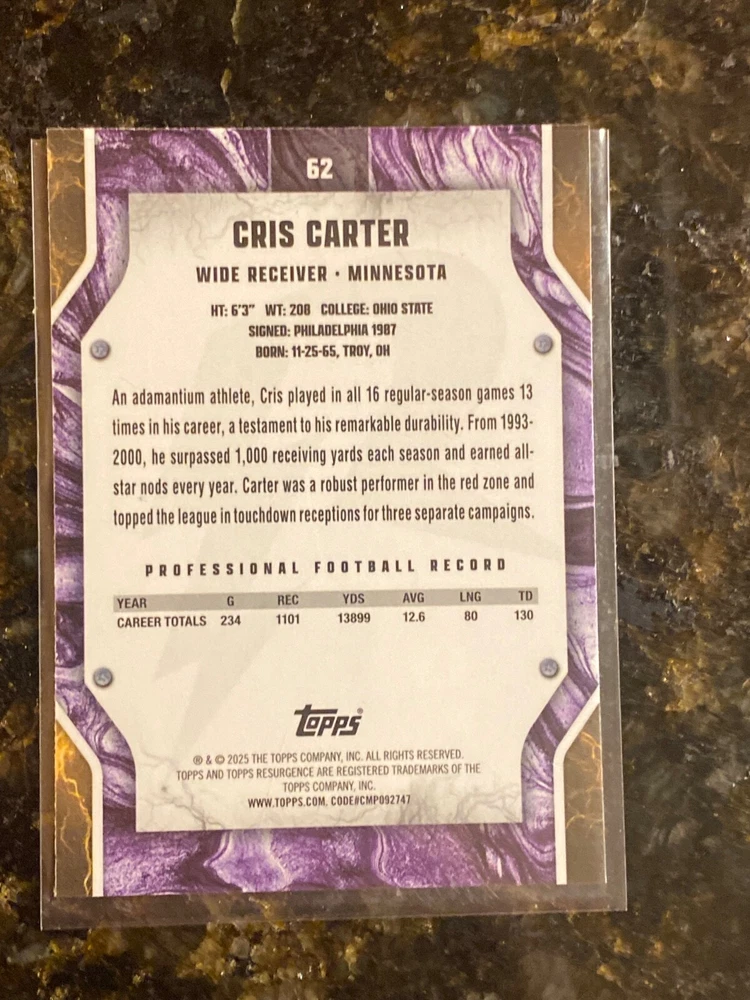 62
CRIS CARTER
WIDE RECEIVER • MINNESOTA
HT: 6'3" WT: 208 COLLEGE: OHIO STATE
SIGNED: PHILADELPHIA 1987
BORN: 11-25-65, TROY, OH
An adamantium athlete, Cris played in all 16 regular-season games 13
times in his career, a testament to his remarkable durability. From 1993-
2000, he surpassed 1,000 receiving yards each season and earned all-
star nods every year. Carter was a robust performer in the red zone and
topped the league in touchdown receptions for three separate campaigns.
PROFESSIONAL FOOTBALL RECORD
YEAR G REC YDS AVG LNG TD
CAREER TOTALS 234 1101 13899 12.6 80 130
Topps®
® & © 2025 THE TOPPS COMPANY, INC. ALL RIGHTS RESERVED.
TOPPS AND TOPPS RESURGENCE ARE REGISTERED TRADEMARKS OF THE
TOPPS COMPANY, INC.
WWW.TOPPS.COM. CODE#CMP092747